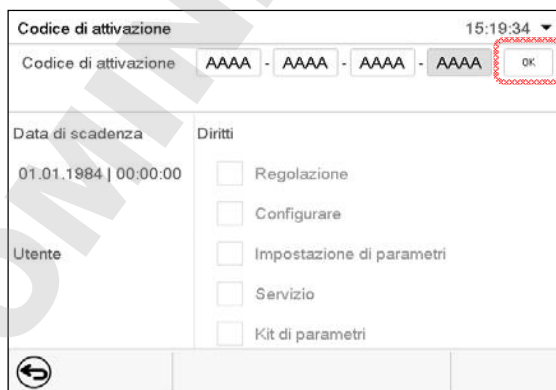 Codice di attivazione 15:19:34
Codice di attivazione AAAA - AAAA - AAAA - AAAA OK
Data di scadenza Diritti
01.01.1984 | 00:00:00 Regolazione
Configurare
Utente Impostazione di parametri
Servizio
Kit di parametri